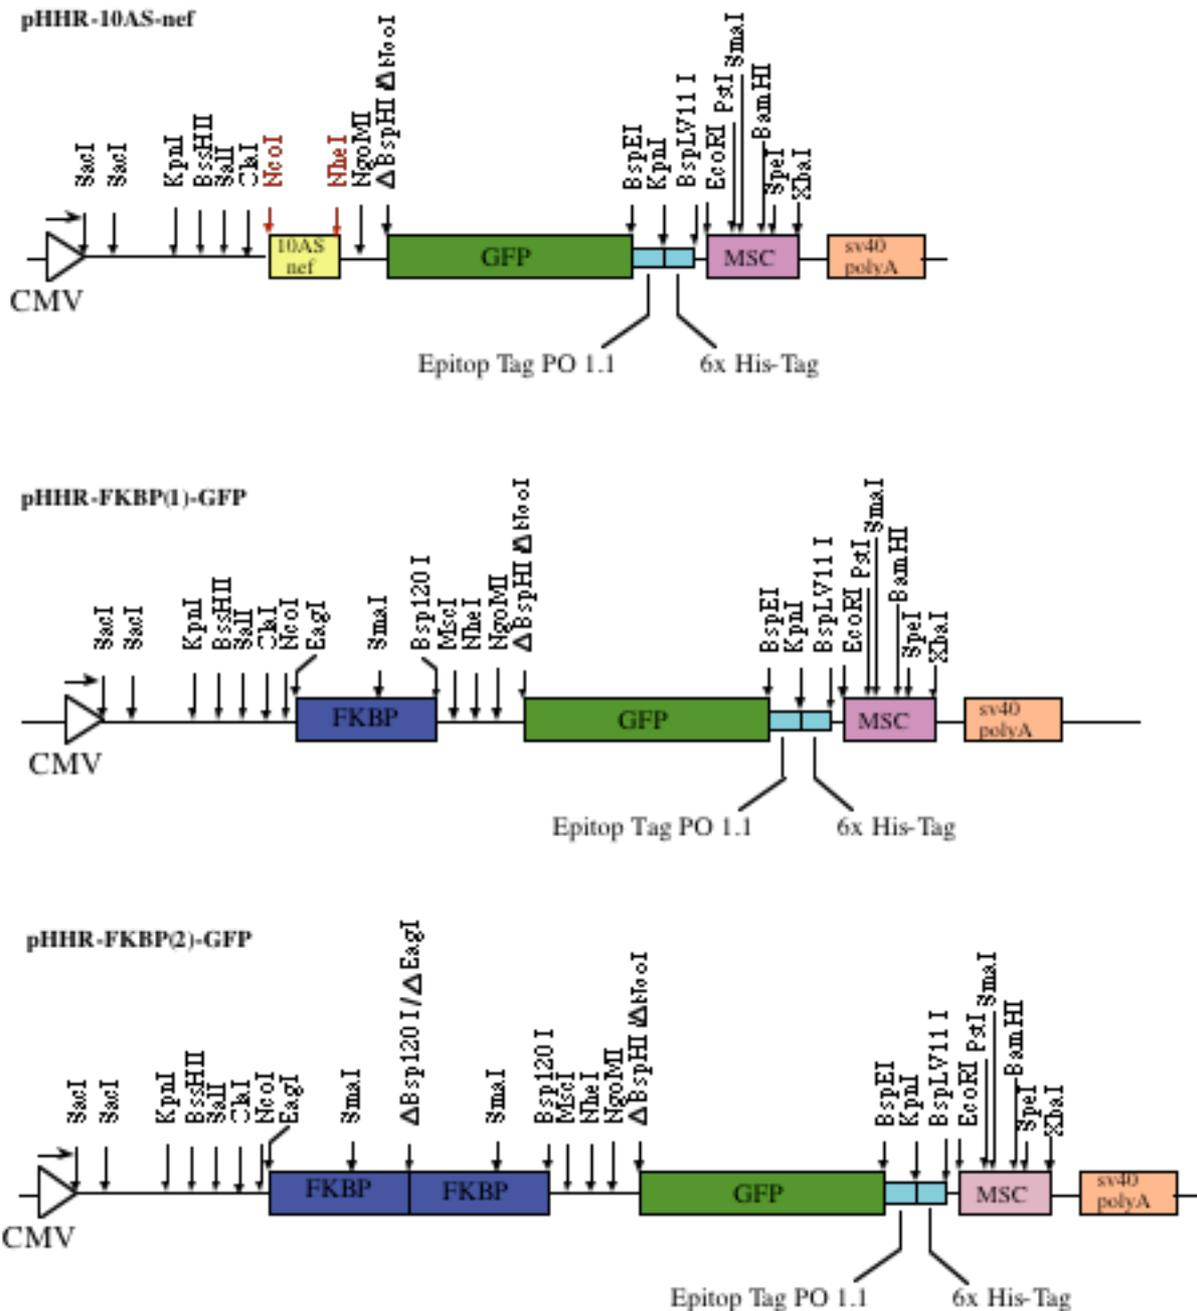 pHHR-10AS-nef
SacI
SacI
KpnI
BssHII
SalI
ClaI
NcoI
NheI
NgoMI
ΔBspHI ΔNcoI
BspEI
KpnI
BspLV11 I
EcoRI
PstI
SmaI
BamHI
SpeI
XbaI
10AS
nef
GFP
MSC
sv40
polyA
CMV
Epitop Tag PO 1.1
6x His-Tag
pHHR-FKBP(1)-GFP
SacI
SacI
KpnI
BssHII
SalI
ClaI
NcoI
EagI
SmaI
Bsp120 I
MscI
NheI
NgoMI
ΔBspHI ΔNcoI
BspEI
KpnI
BspLV11 I
EcoRI
PstI
SmaI
BamHI
SpeI
XbaI
FKBP
GFP
MSC
sv40
polyA
CMV
Epitop Tag PO 1.1
6x His-Tag
pHHR-FKBP(2)-GFP
SacI
SacI
KpnI
BssHII
SalI
ClaI
NcoI
EagI
SmaI
ΔBsp120 I/ΔEagI
SmaI
Bsp120 I
MscI
NheI
NgoMI
ΔBspHI ΔNcoI
BspEI
KpnI
BspLV11 I
EcoRI
PstI
SmaI
BamHI
SpeI
XbaI
FKBP
FKBP
GFP
MSC
sv40
polyA
CMV
Epitop Tag PO 1.1
6x His-Tag